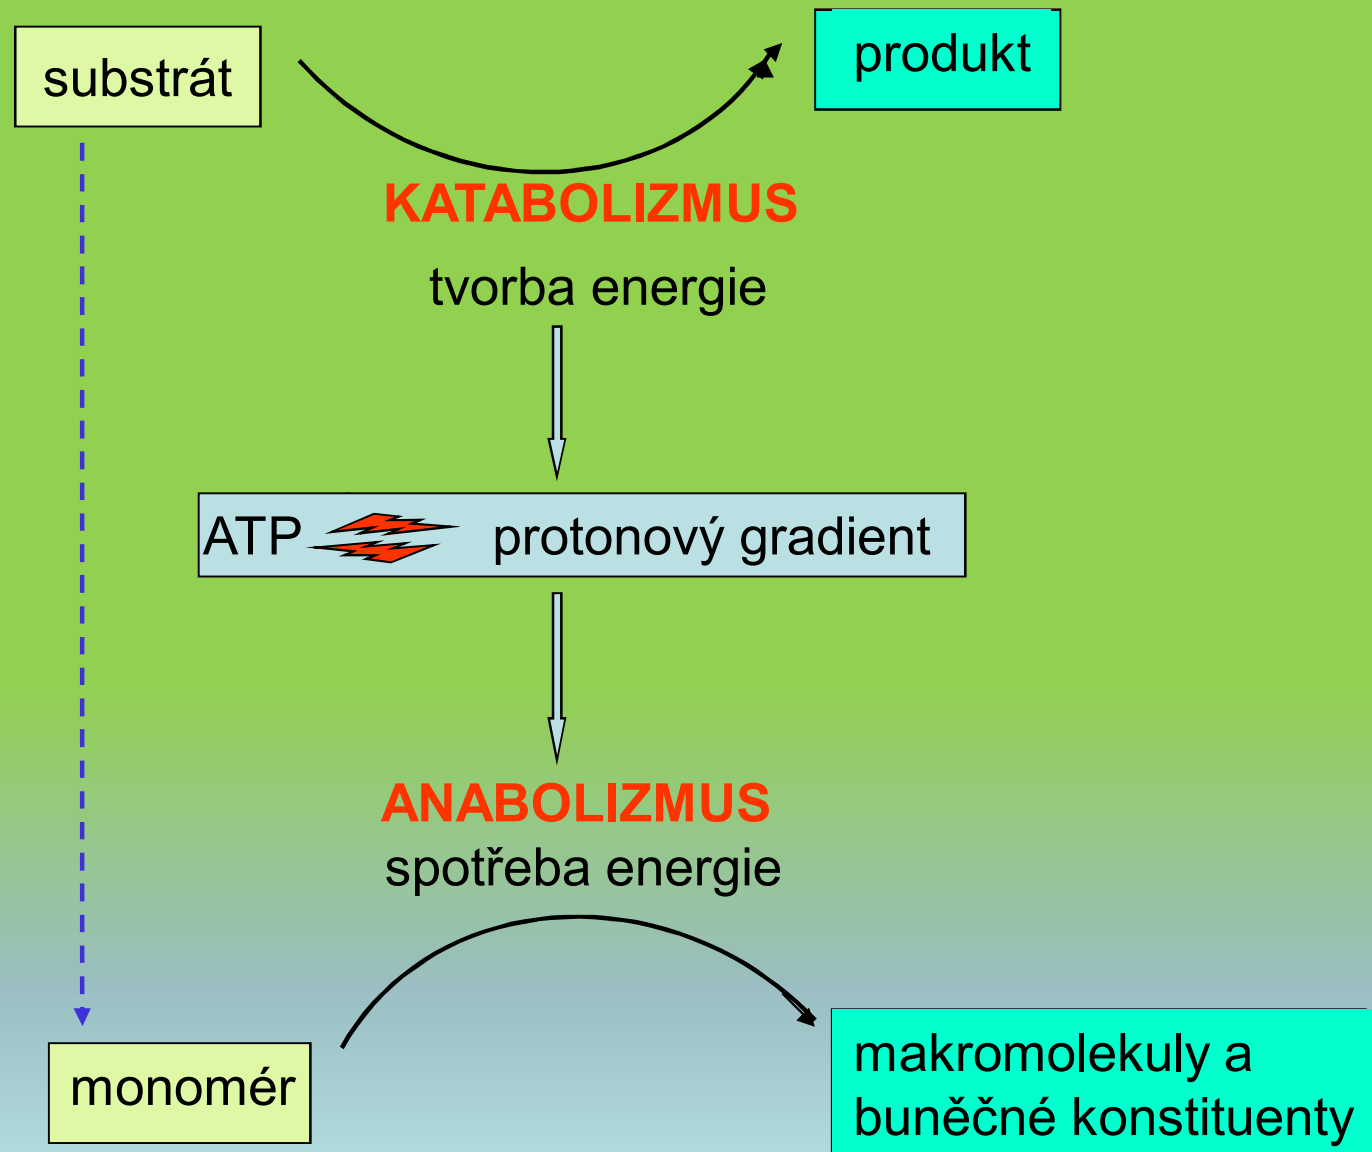 substrát
produkt
KATABOLIZMUS
tvorba energie
ATP protonový gradient
ANABOLIZMUS
spotřeba energie
monomér
makromolekuly a
buněčné konstituenty